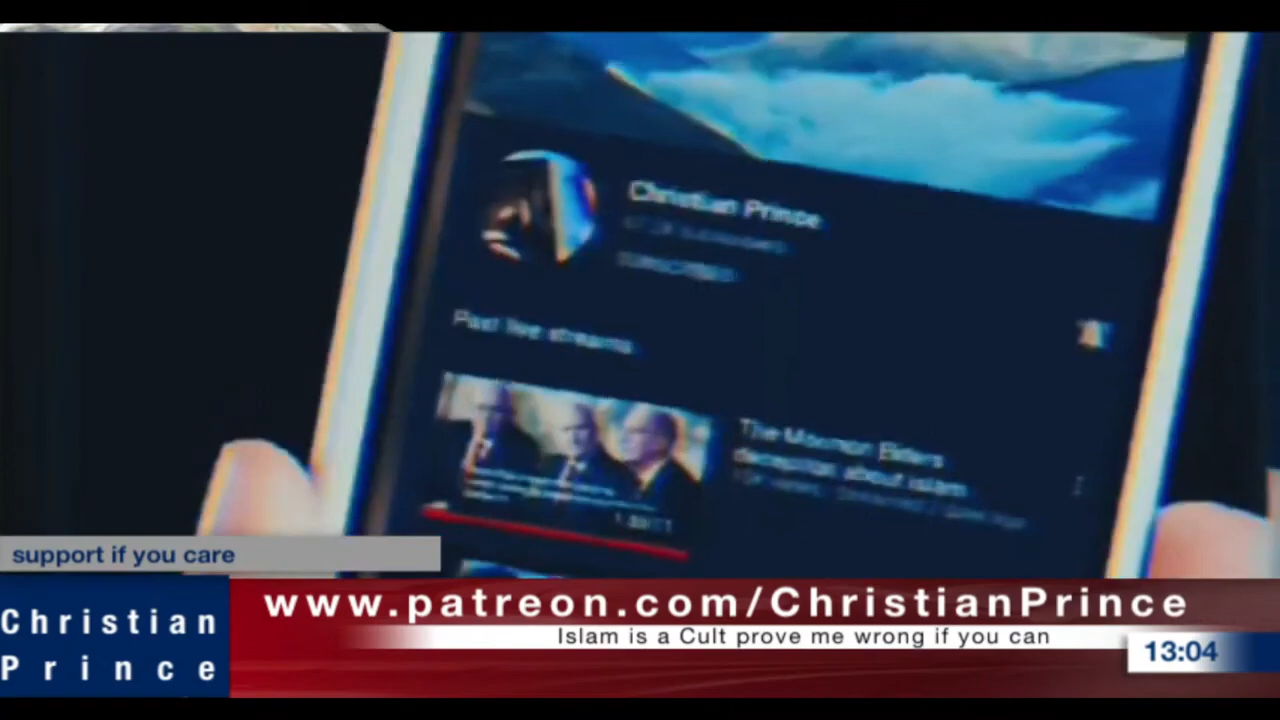 Christian Prince
Past live streams
The Mormon Elders
deception about islam
support if you care
Christian
Prince
www.patreon.com/ChristianPrince
Islam is a Cult prove me wrong if you can
13:04